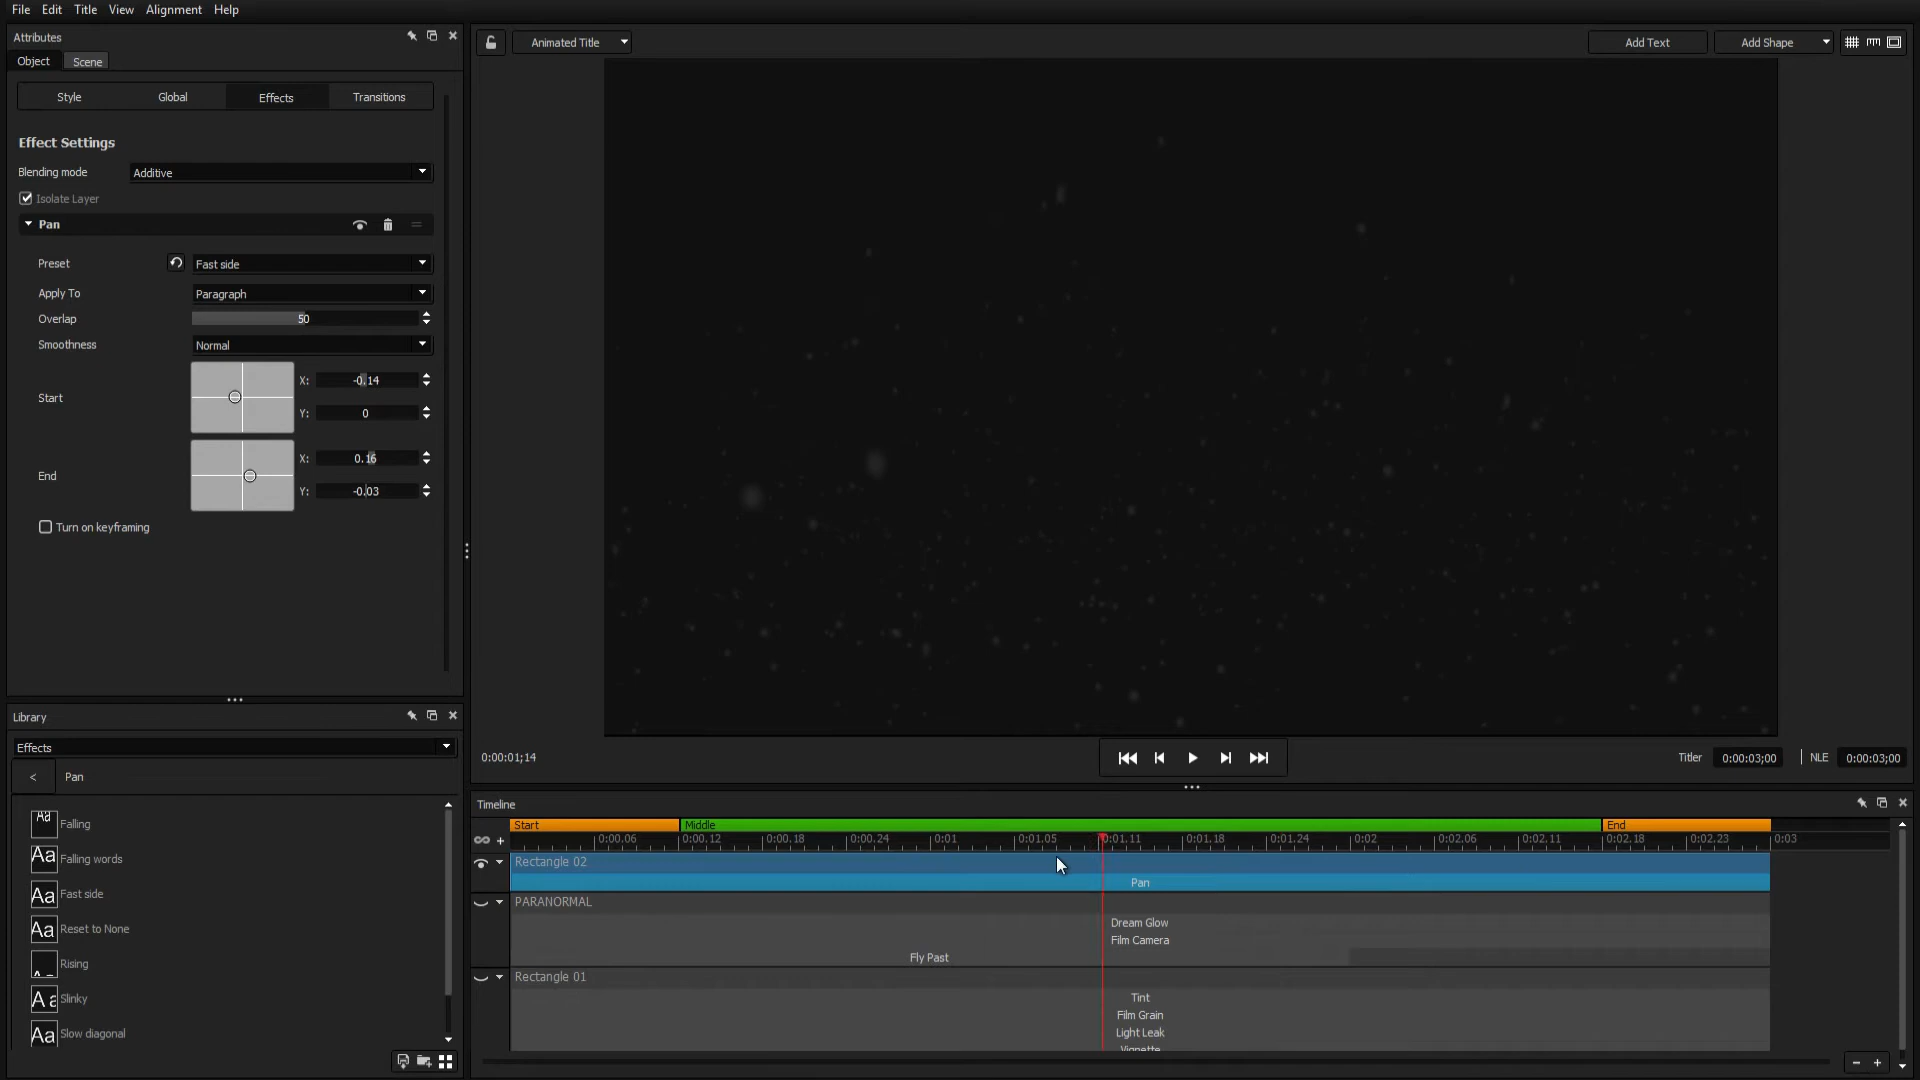 File Edit Title View Alignment Help
Attributes
Object Scene
Style Global Effects Transitions
Effect Settings
Blending mode Additive
Isolate Layer
Pan
Preset Fast side
Apply To Paragraph
Overlap 50
Smoothness Normal
Start X: -0.14
Y: 0
End X: 0.16
Y: -0.03
Turn on keyframing
Library
Effects
< Pan
Aa Falling
Aa Falling words
Aa Fast side
Aa Reset to None
Rising
A a Slinky
Aa Slow diagonal
Animated Title Add Text Add Shape
0:00:01;14 Titler 0:00:03;00 NLE 0:00:03;00
Timeline
Start Middle End
0:00.06 0:00.12 0:00.18 0:00.24 0:01 0:01.05 0:01.11 0:01.18 0:01.24 0:02 0:02.06 0:02.11 0:02.18 0:02.23 0:03
Rectangle 02
Pan
PARANORMAL
Dream Glow
Film Camera
Fly Past
Rectangle 01
Tint
Film Grain
Light Leak
Vignette